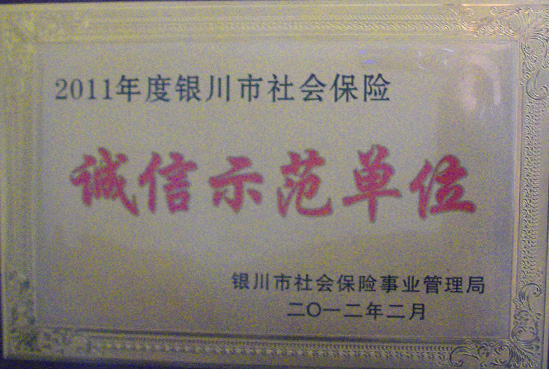 2011年度银川市社会保险
诚信示范单位
银川市社会保险事业管理局
二〇一二年二月